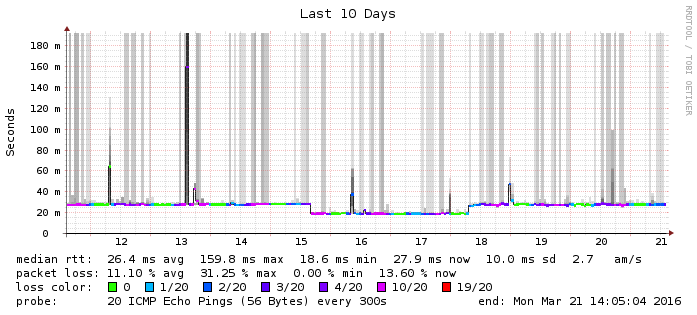 Last 10 Days
RRDTOOL / TOBI OETIKER
Seconds
180 m
160 m
140 m
120 m
100 m
80 m
60 m
40 m
20 m
0
12 13 14 15 16 17 18 19 20 21
median rtt: 26.4 ms avg 159.8 ms max 18.6 ms min 27.9 ms now 10.0 ms sd 2.7 am/s
packet loss: 11.10 % avg 31.25 % max 0.00 % min 13.60 % now
loss color: 0 1/20 2/20 3/20 4/20 10/20 19/20
probe: 20 ICMP Echo Pings (56 Bytes) every 300s end: Mon Mar 21 14:05:04 2016